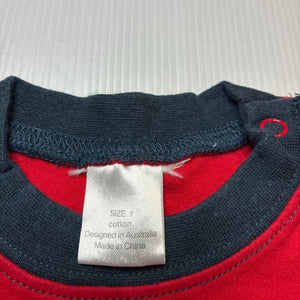 SIZE 1
cotton
Designed in Australia
Made in China